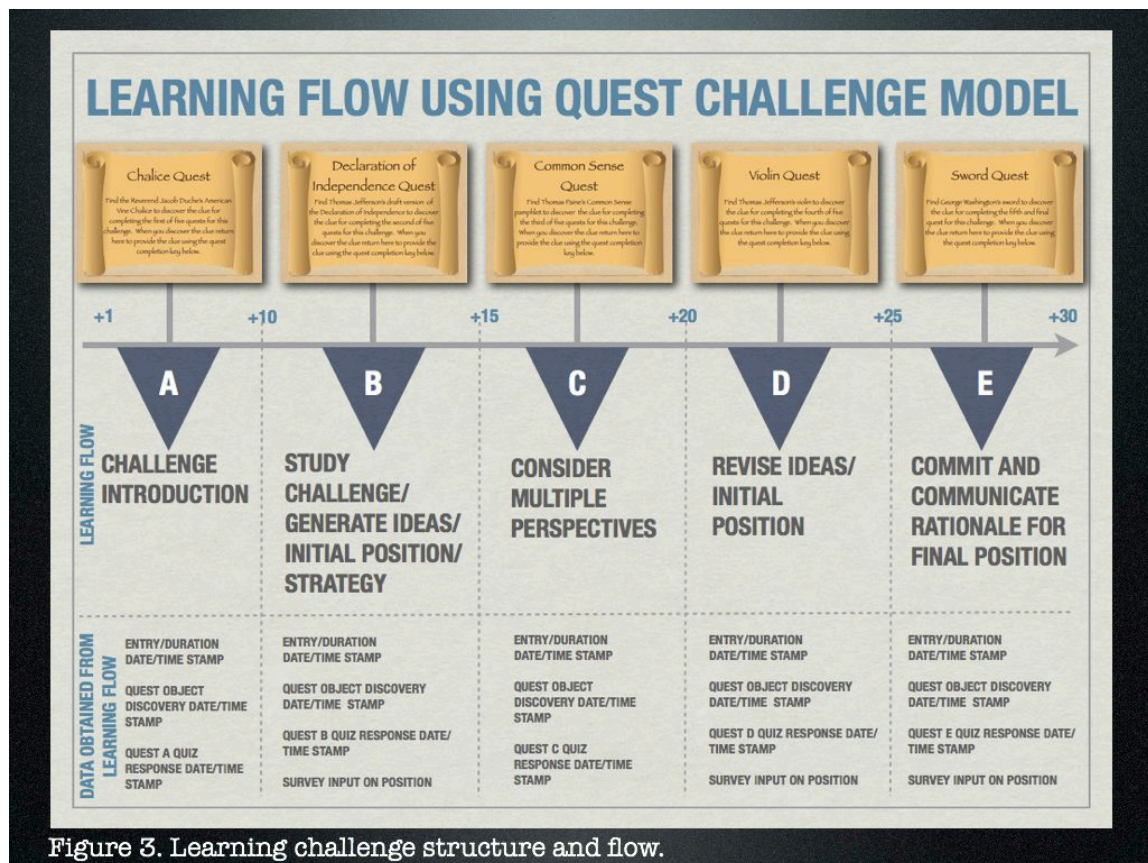 LEARNING FLOW USING QUEST CHALLENGE MODEL
Chalice Quest
Find the Reverend Jacob Duche's American
Vine Chalice to discover the clue for
completing the first of five quests for this
challenge. When you discover the clue return
here to provide the clue using the quest
completion key below.
Declaration of
Independence Quest
Find Thomas Jefferson's draft version of
the Declaration of Independence to discover
the clue for completing the second of five
quests for this challenge. When you
discover the clue return here to provide the
clue using the quest completion key below.
Common Sense
Quest
Find Thomas Paine's Common Sense
pamphlet to discover the clue for completing
the third of five quests for this challenge.
When you discover the clue return here to
provide the clue using the quest completion
key below.
Violin Quest
Find Thomas Jefferson's violin to discover
the clue for completing the fourth of five
quests for this challenge. When you discover
the clue return here to provide the clue using
the quest completion key below.
Sword Quest
Find George Washington's sword to discover
the clue for completing the fifth and final
quest for this challenge. When you discover
the clue return here to provide the clue using
the quest completion key below.
+1
+10
+15
+20
+25
+30
A
B
C
D
E
LEARNING FLOW
CHALLENGE
INTRODUCTION
STUDY
CHALLENGE/
GENERATE IDEAS/
INITIAL POSITION/
STRATEGY
CONSIDER
MULTIPLE
PERSPECTIVES
REVISE IDEAS/
INITIAL
POSITION
COMMIT AND
COMMUNICATE
RATIONALE FOR
FINAL POSITION
DATA OBTAINED FROM
LEARNING FLOW
ENTRY/DURATION
DATE/TIME STAMP
QUEST OBJECT
DISCOVERY DATE/TIME
STAMP
QUEST A QUIZ
RESPONSE DATE/TIME
STAMP
ENTRY/DURATION
DATE/TIME STAMP
QUEST OBJECT DISCOVERY
DATE/TIME STAMP
QUEST B QUIZ RESPONSE DATE/
TIME STAMP
SURVEY INPUT ON POSITION
ENTRY/DURATION
DATE/TIME STAMP
QUEST OBJECT
DISCOVERY DATE/TIME
STAMP
QUEST C QUIZ
RESPONSE DATE/TIME
STAMP
ENTRY/DURATION
DATE/TIME STAMP
QUEST OBJECT DISCOVERY
DATE/TIME STAMP
QUEST D QUIZ RESPONSE DATE/
TIME STAMP
SURVEY INPUT ON POSITION
ENTRY/DURATION
DATE/TIME STAMP
QUEST OBJECT DISCOVERY
DATE/TIME STAMP
QUEST E QUIZ RESPONSE DATE/
TIME STAMP
SURVEY INPUT ON POSITION
Figure 3. Learning challenge structure and flow.